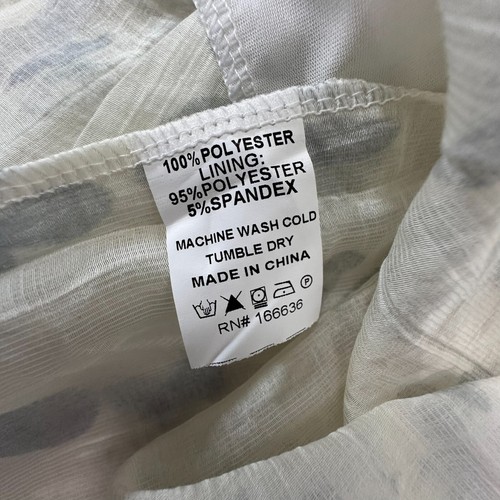 100% POLYESTER
LINING:
95% POLYESTER
5% SPANDEX
MACHINE WASH COLD
TUMBLE DRY
MADE IN CHINA
P
RN# 166636